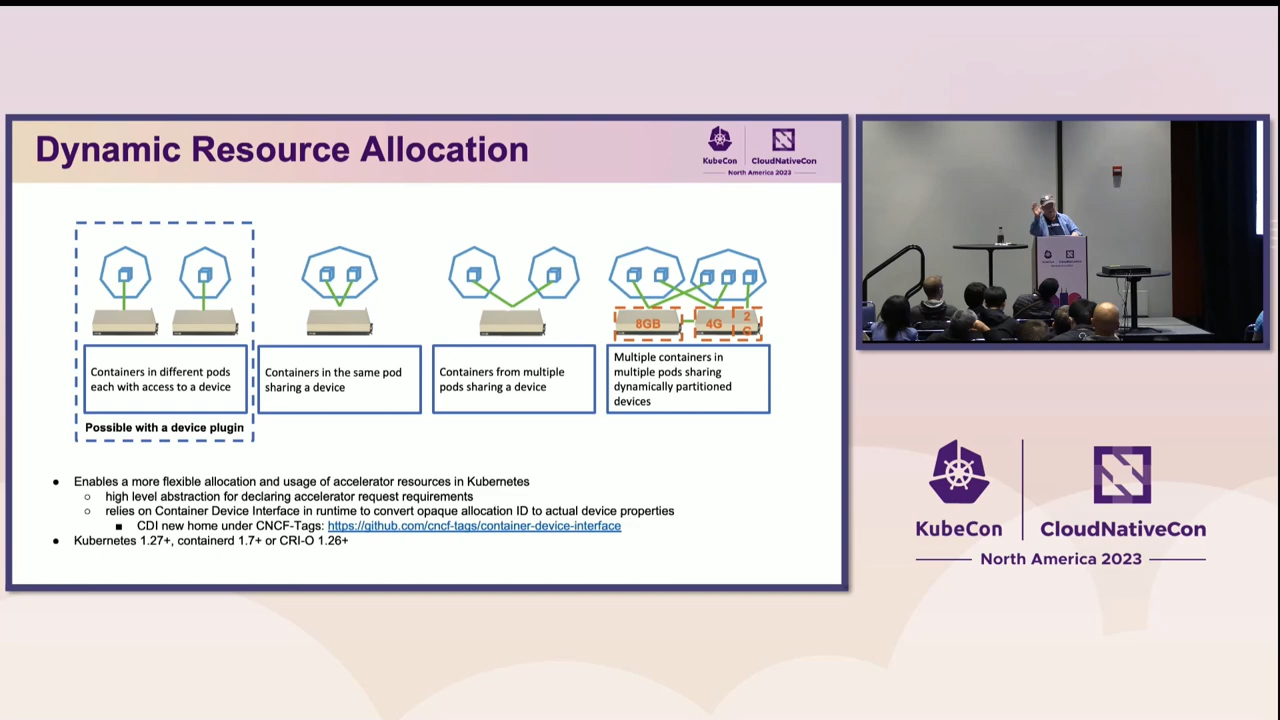 Dynamic Resource Allocation
KubeCon
CloudNativeCon
North America 2023
8GB
4G
2
G
Containers in different pods
each with access to a device
Containers in the same pod
sharing a device
Containers from multiple
pods sharing a device
Multiple containers in
multiple pods sharing
dynamically partitioned
devices
Possible with a device plugin
● Enables a more flexible allocation and usage of accelerator resources in Kubernetes
○ high level abstraction for declaring accelerator request requirements
○ relies on Container Device Interface in runtime to convert opaque allocation ID to actual device properties
■ CDI new home under CNCF-Tags: https://github.com/cncf-tags/container-device-interface
● Kubernetes 1.27+, containerd 1.7+ or CRI-O 1.26+
KubeCon
CloudNativeCon
North America 2023